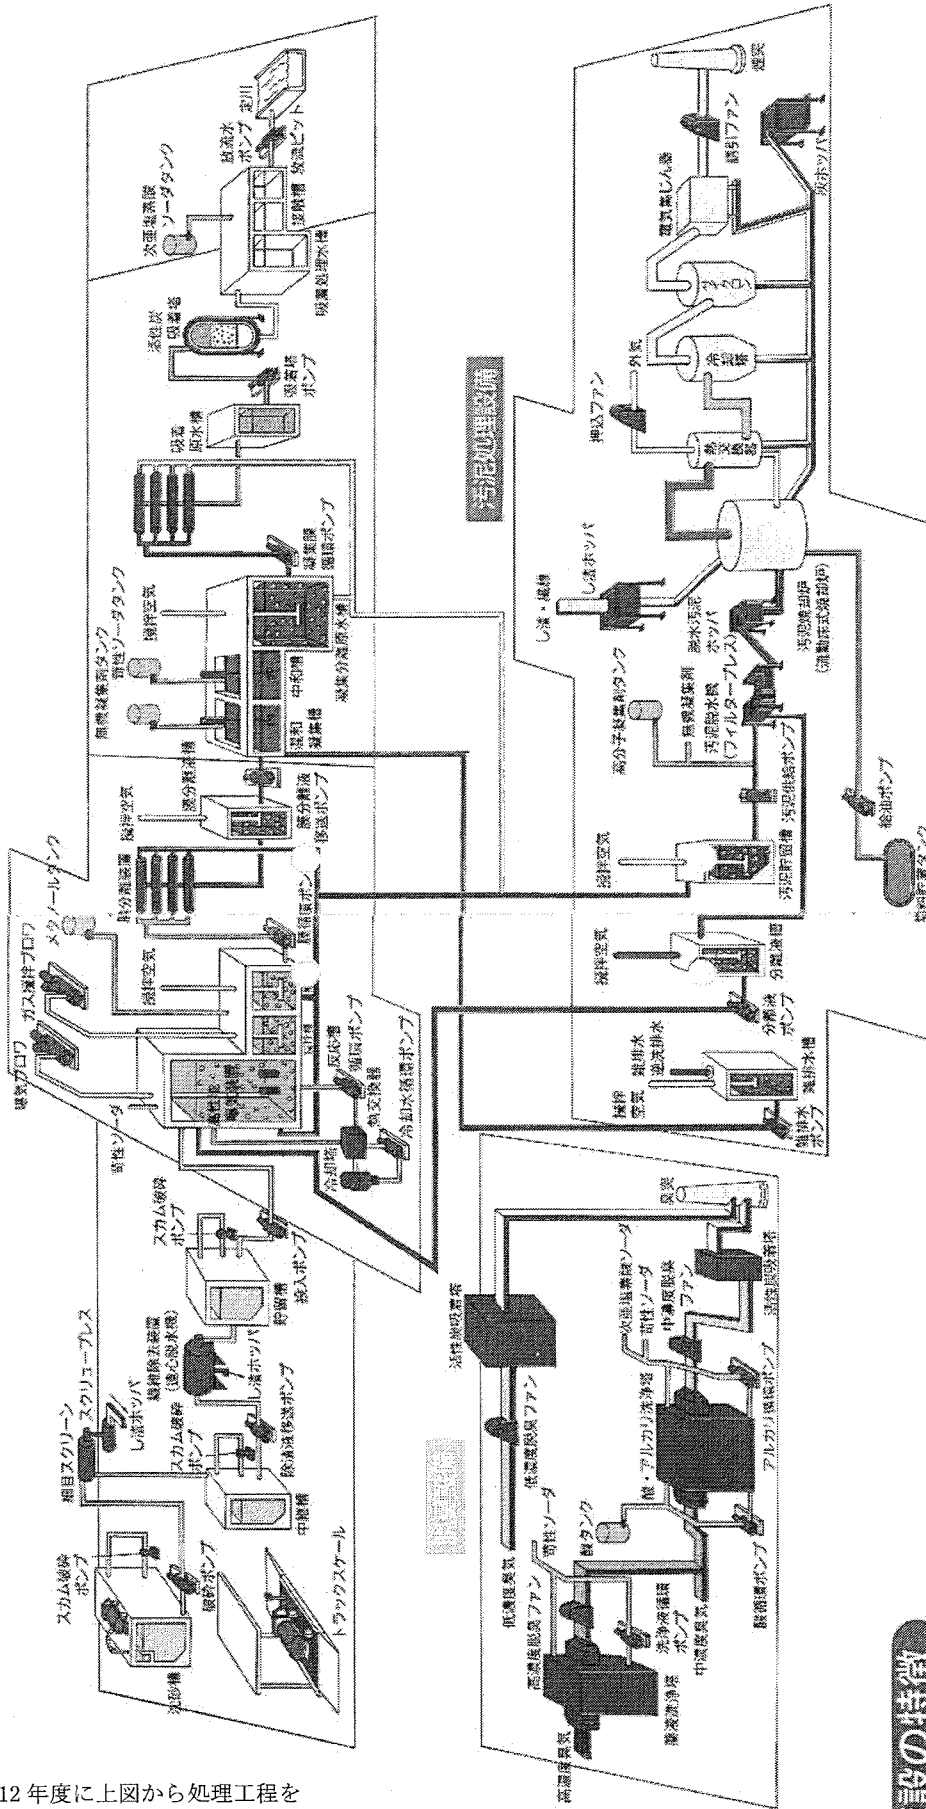 トラックスケール
沈砂槽
スカム破砕
ポンプ
破砕ポンプ
細目スクリーン
スクリュープレス
し渣ホッパ
中継槽
スカム破砕
ポンプ
除渣液移送ポンプ
繊維除去装置
(遠心脱水機)
し渣ホッパ
貯留槽
スカム破砕
ポンプ
投入ポンプ
苛性ソーダ
曝気ブロワ
ガス撹拌ブロワ
メタノールタンク
撹拌空気
冷却塔
熱交換器
冷却水循環ポンプ
反応槽
循環ポンプ
膜分離装置
膜循環ポンプ
撹拌空気
膜分離液槽
膜分離液
移送ポンプ
無機凝集剤タンク
苛性ソーダタンク
撹拌空気
混和
凝集槽
中和槽
凝集分離原水槽
凝集膜
循環ポンプ
吸着
原水槽
吸着塔
ポンプ
活性炭
吸着塔
吸着処理水槽
次亜塩素酸
ソーダタンク
接触槽
放流ピット
放流水
ポンプ
定川
汚泥処理設備
雑排水
ポンプ
雑排水槽
撹拌
空気
雑排水
逆洗排水
分離液
ポンプ
分離液槽
撹拌空気
汚泥貯留槽
撹拌空気
汚泥供給ポンプ
高分子凝集剤タンク
無機凝集剤
汚泥脱水機
(フィルタープレス)
脱水汚泥
ホッパ
し渣・繊維
し渣ホッパ
汚泥焼却炉
(流動床式焼却炉)
給油ポンプ
押込ファン
外気
熱交換器
冷却塔
サイクロン
電気集じん器
誘引ファン
煙突
灰ホッパ
高濃度臭気
高濃度脱臭ファン
苛性ソーダ
薬液洗浄塔
洗浄液循環
ポンプ
中濃度臭気
低濃度臭気
低濃度脱臭ファン
活性炭吸着塔
酸タンク
酸・アルカリ洗浄塔
酸循環ポンプ
アルカリ循環ポンプ
次亜塩素酸ソーダ
苛性ソーダ
中濃度脱臭
ファン
活性炭吸着塔
臭突
設の特徴
12年度に上図から処理工程を